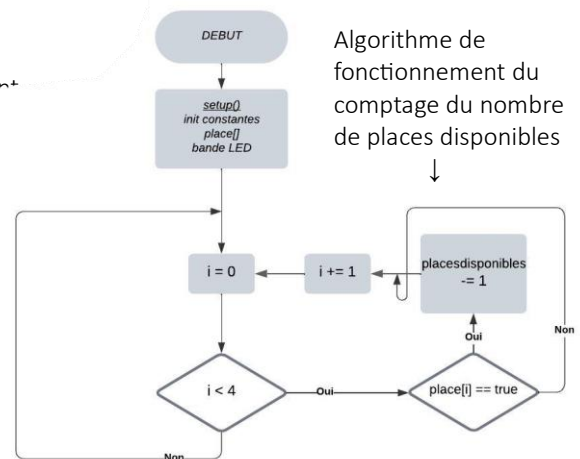 DEBUT
Algorithme de
fonctionnement du
comptage du nombre
de places disponibles
↓
setup()
init constantes
place[]
bande LED
i = 0
i += 1
placesdisponibles
-= 1
Oui
Non
i < 4
Oui
place[i] == true
Non